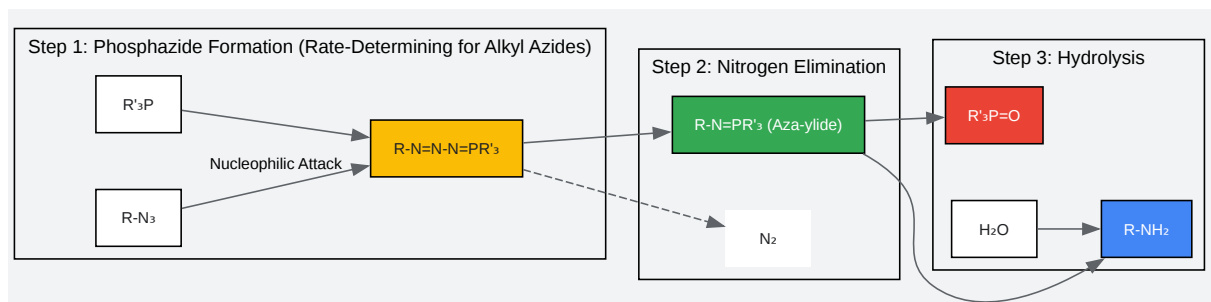 Step 1: Phosphazide Formation (Rate-Determining for Alkyl Azides)
R'₃P
Nucleophilic Attack
R-N₃
R-N=N-N=PR'₃
Step 2: Nitrogen Elimination
R-N=PR'₃ (Aza-ylide)
N₂
Step 3: Hydrolysis
R'₃P=O
H₂O
R-NH₂